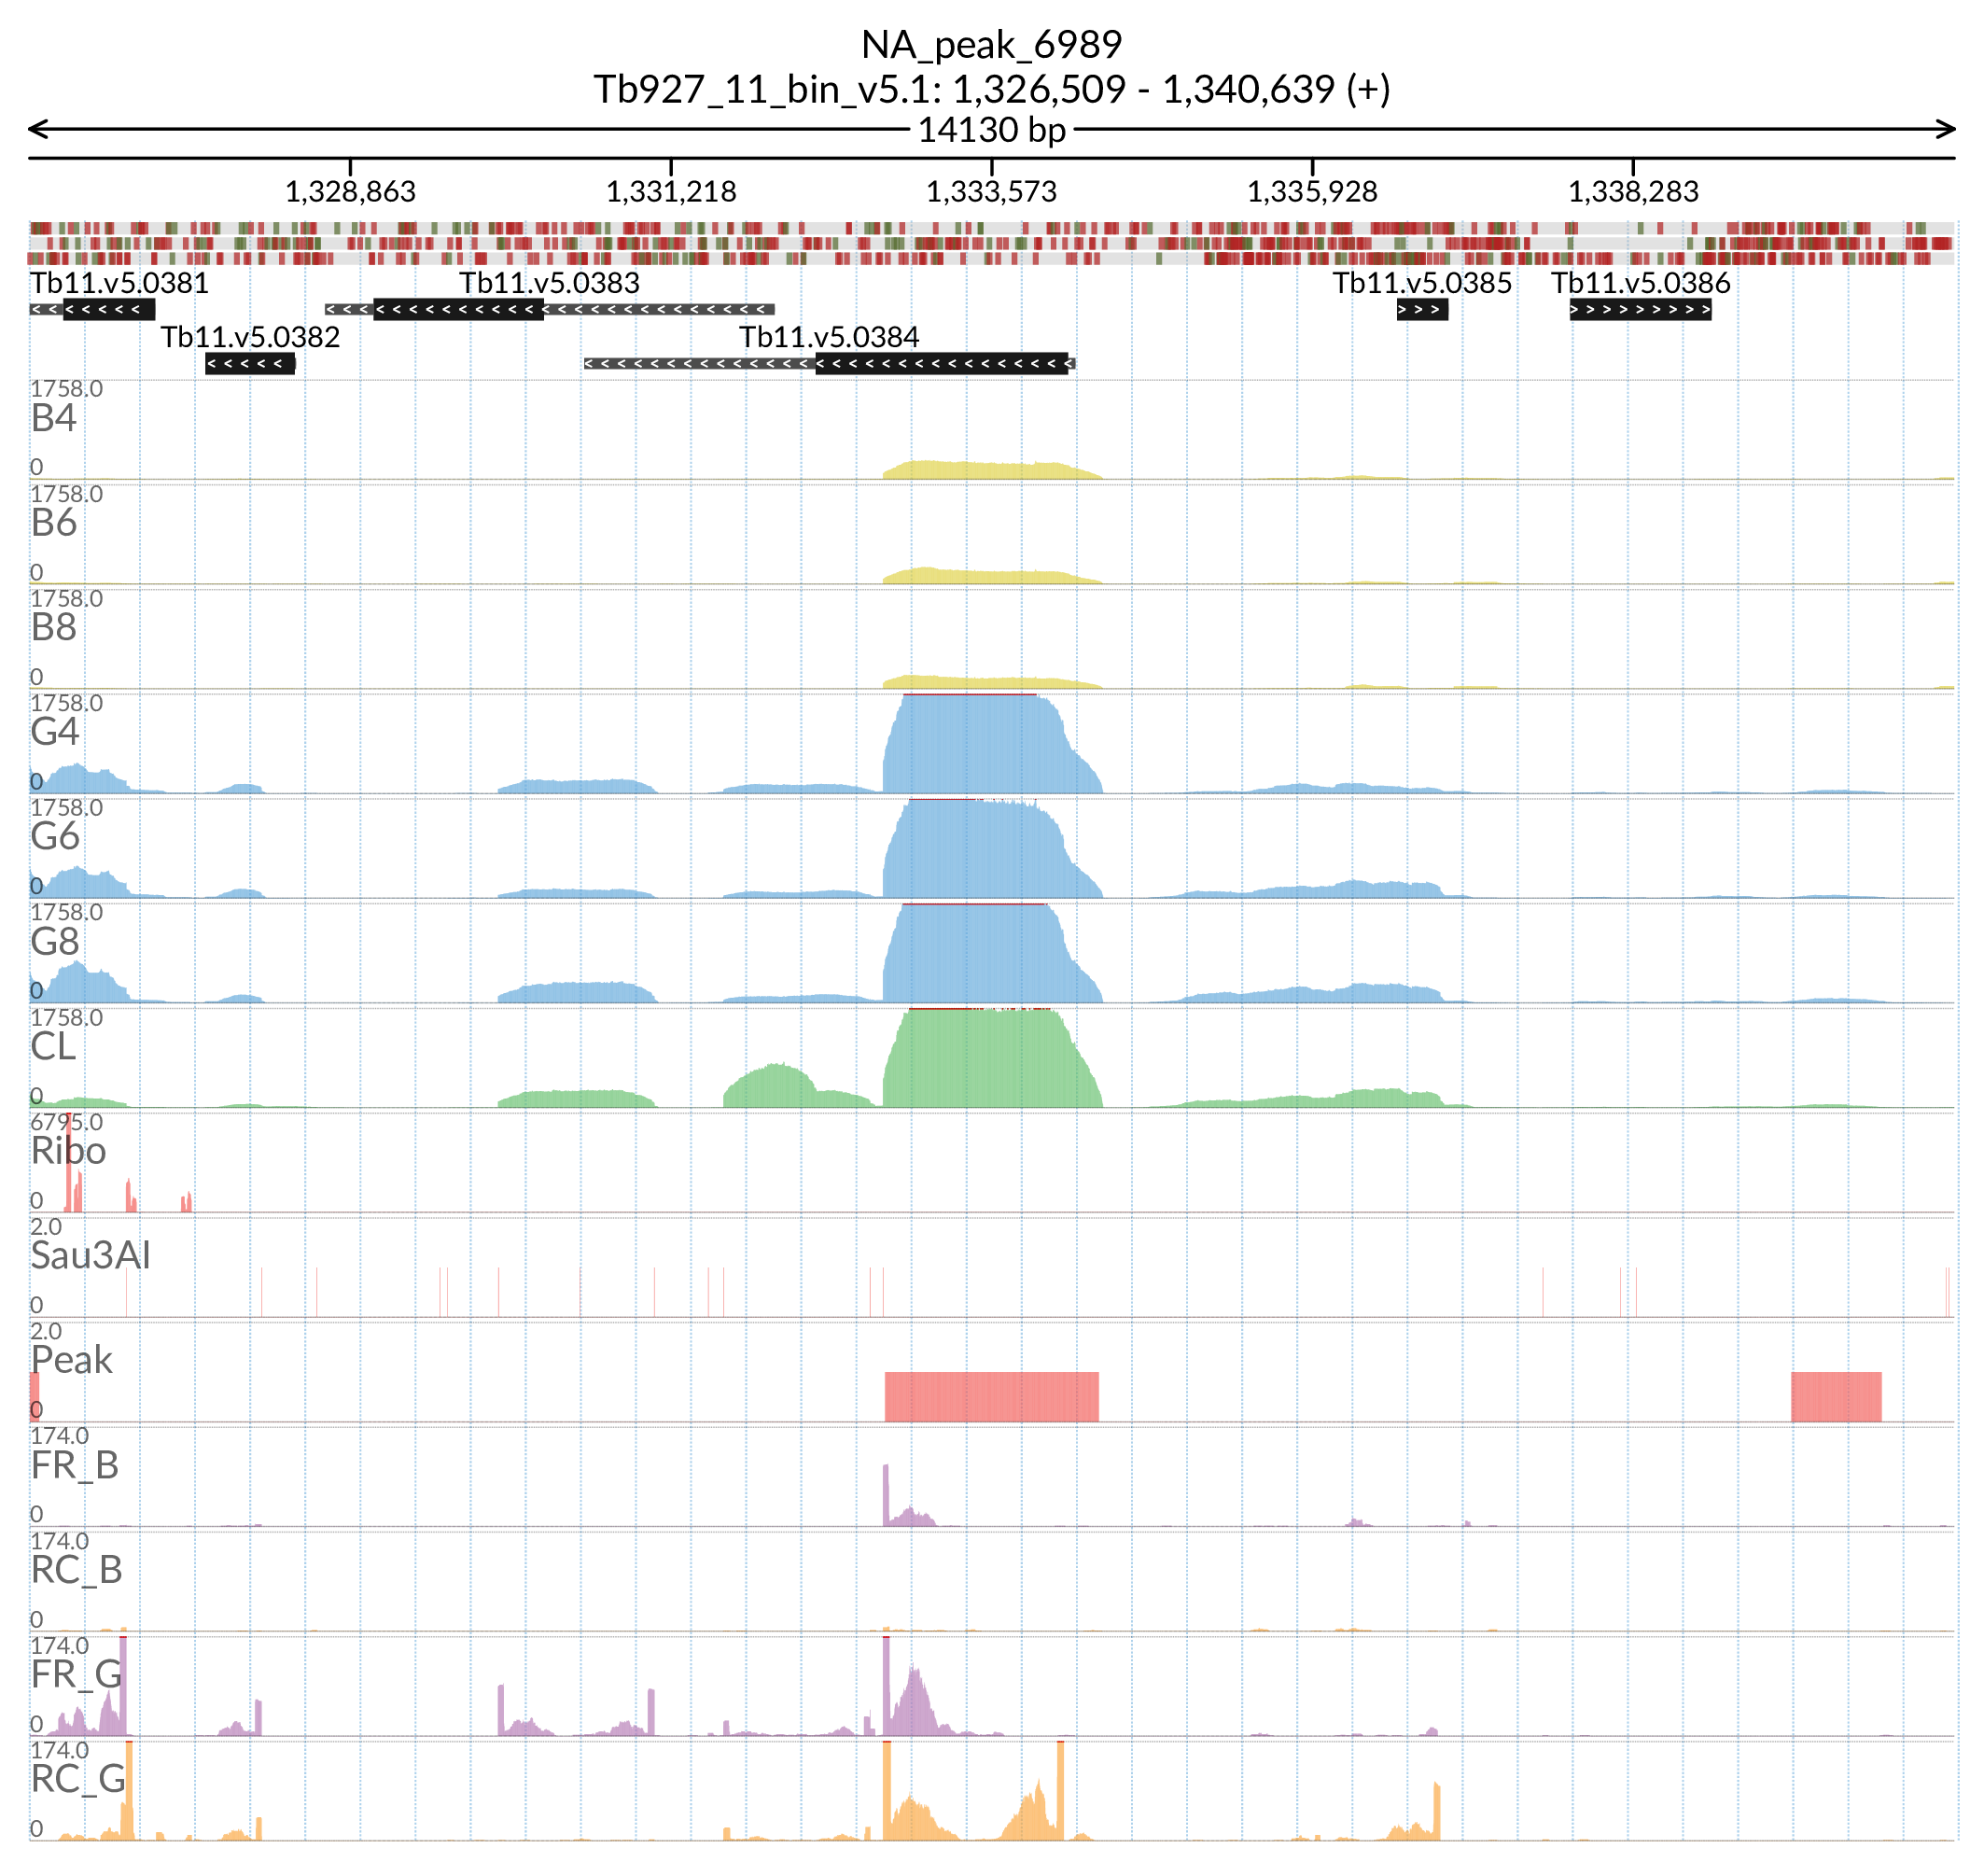 NA_peak_6989
Tb927_11_bin_v5.1: 1,326,509 - 1,340,639 (+)
14130 bp
1,328,863 1,331,218 1,333,573 1,335,928 1,338,283
Tb11.v5.0381 Tb11.v5.0383 Tb11.v5.0385 Tb11.v5.0386
Tb11.v5.0382 Tb11.v5.0384
1758.0
B4
0
1758.0
B6
0
1758.0
B8
0
1758.0
G4
0
1758.0
G6
0
1758.0
G8
0
1758.0
CL
0
6795.0
Ribo
0
2.0
Sau3AI
0
2.0
Peak
0
174.0
FR_B
0
174.0
RC_B
0
174.0
FR_G
0
174.0
RC_G
0